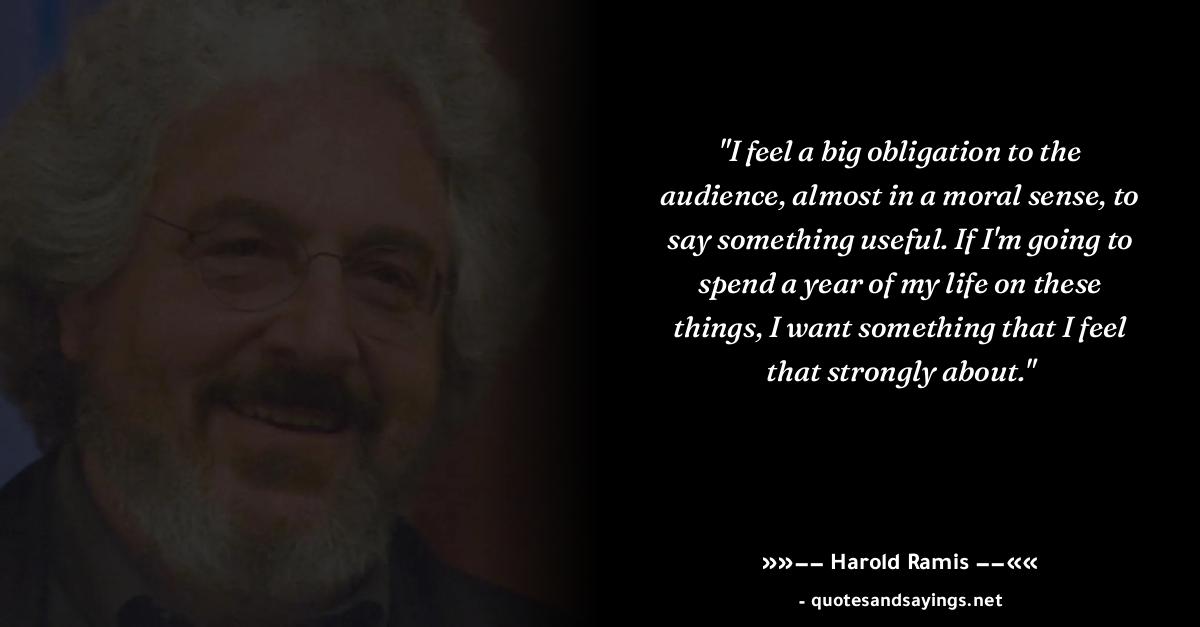 "I feel a big obligation to the
audience, almost in a moral sense, to
say something useful. If I'm going to
spend a year of my life on these
things, I want something that I feel
that strongly about."
»»−− Harold Ramis −−««
- quotesandsayings.net